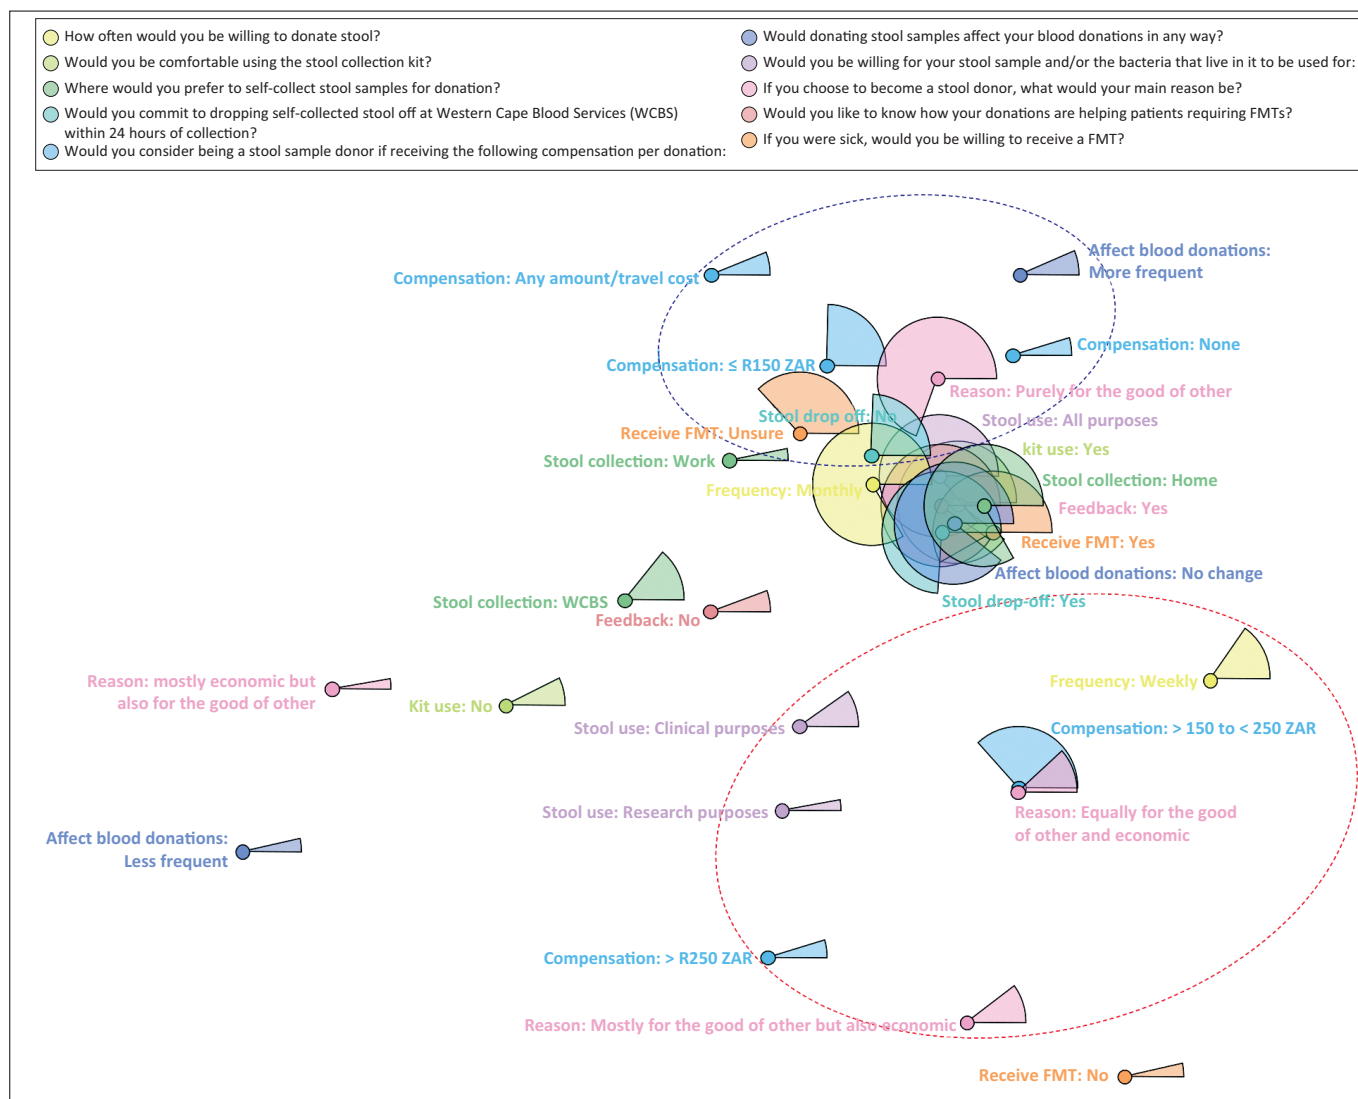 How often would you be willing to donate stool?
Would you be comfortable using the stool collection kit?
Where would you prefer to self-collect stool samples for donation?
Would you commit to dropping self-collected stool off at Western Cape Blood Services (WCBS)
within 24 hours of collection?
Would you consider being a stool sample donor if receiving the following compensation per donation:
Would donating stool samples affect your blood donations in any way?
Would you be willing for your stool sample and/or the bacteria that live in it to be used for:
If you choose to become a stool donor, what would your main reason be?
Would you like to know how your donations are helping patients requiring FMTs?
If you were sick, would you be willing to receive a FMT?
Affect blood donations:
More frequent
Compensation: Any amount/travel cost
Compensation: None
Compensation: ≤ R150 ZAR
Reason: Purely for the good of other
Stool drop off: No
Stool use: All purposes
Receive FMT: Unsure
kit use: Yes
Stool collection: Work
Stool collection: Home
Frequency: Monthly
Feedback: Yes
Receive FMT: Yes
Affect blood donations: No change
Stool drop-off: Yes
Stool collection: WCBS
Feedback: No
Reason: mostly economic but
also for the good of other
Frequency: Weekly
Kit use: No
Stool use: Clinical purposes
Compensation: > 150 to < 250 ZAR
Stool use: Research purposes
Reason: Equally for the good
of other and economic
Affect blood donations:
Less frequent
Compensation: > R250 ZAR
Reason: Mostly for the good of other but also economic
Receive FMT: No